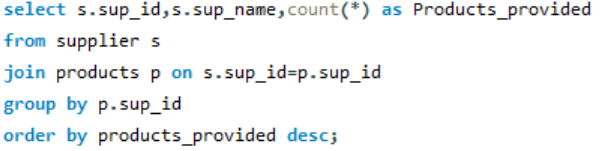 select s.sup_id,s.sup_name,count(*) as Products_provided
from supplier s
join products p on s.sup_id=p.sup_id
group by p.sup_id
order by products_provided desc;